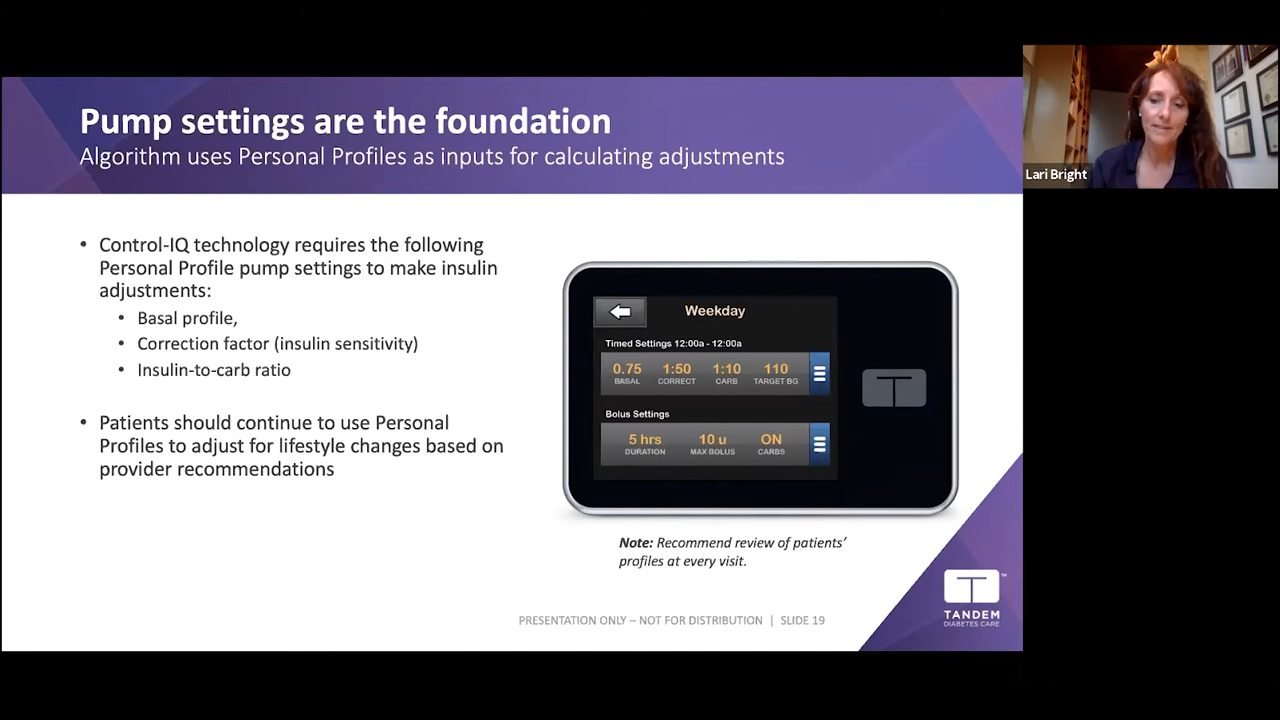 Pump settings are the foundation
Algorithm uses Personal Profiles as inputs for calculating adjustments
Lari Bright
• Control-IQ technology requires the following
Personal Profile pump settings to make insulin
adjustments:
• Basal profile,
• Correction factor (insulin sensitivity)
• Insulin-to-carb ratio
• Patients should continue to use Personal
Profiles to adjust for lifestyle changes based on
provider recommendations
Weekday
Timed Settings 12:00a - 12:00a
0.75 1:50 1:10 110
BASAL CORRECT CARB TARGET BG
Bolus Settings
5 hrs 10 u ON
DURATION MAX BOLUS CARBS
Note: Recommend review of patients’
profiles at every visit.
PRESENTATION ONLY – NOT FOR DISTRIBUTION | SLIDE 19
TANDEM
DIABETES CARE